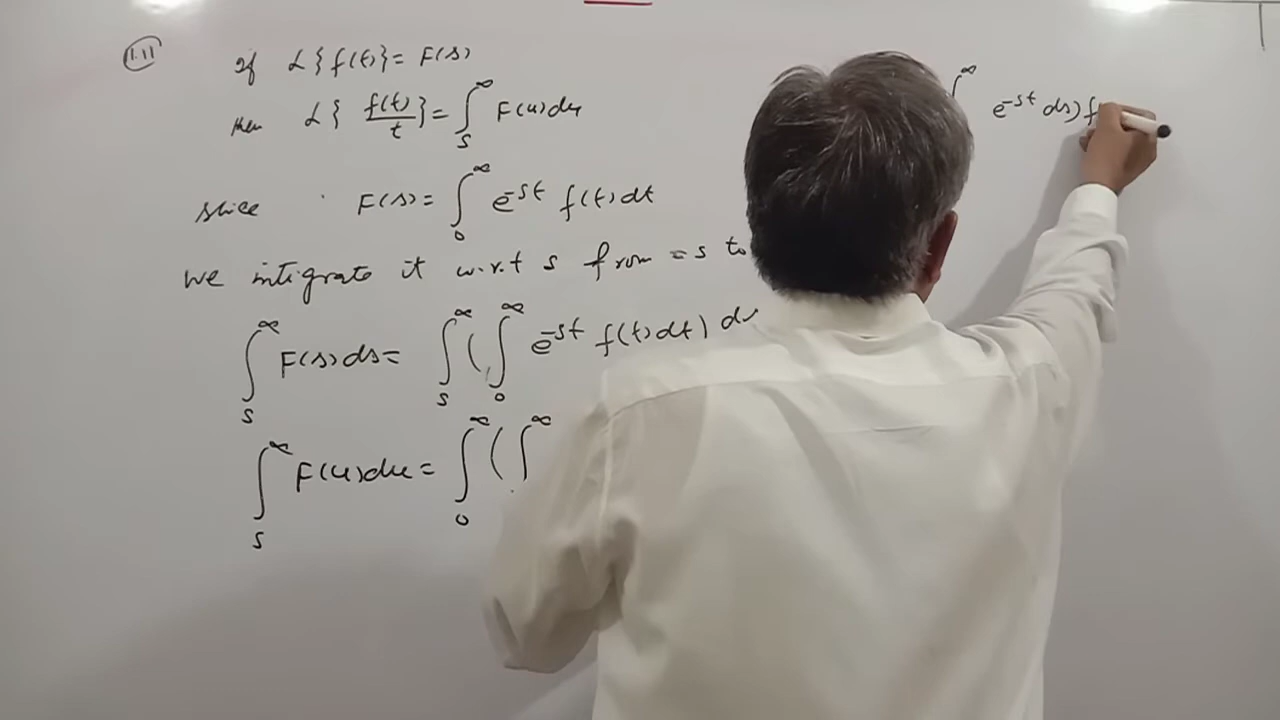 1.11
If L{f(t)} = F(s)
then L{f(t)/t} = ∫_s^∞ F(u)du
F(s) = ∫_0^∞ e^-st f(t)dt
We integrate it w.r.t s from = s to
∫_s^∞ F(s)ds = ∫_s^∞ (∫_0^∞ e^-st f(t)dt) ds
∫_s^∞ F(u)du = ∫_0^∞ (∫^∞
∫^∞ e^-st ds) f